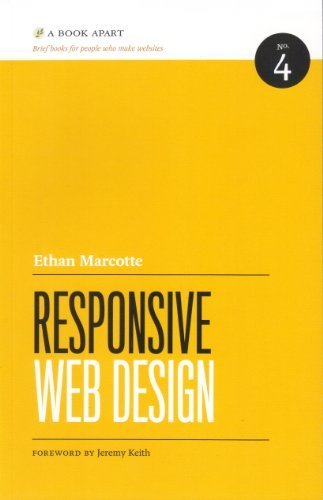 A BOOK APART
Brief books for people who make websites
No.
4
Ethan Marcotte
RESPONSIVE
WEB DESIGN
FOREWORD BY Jeremy Keith